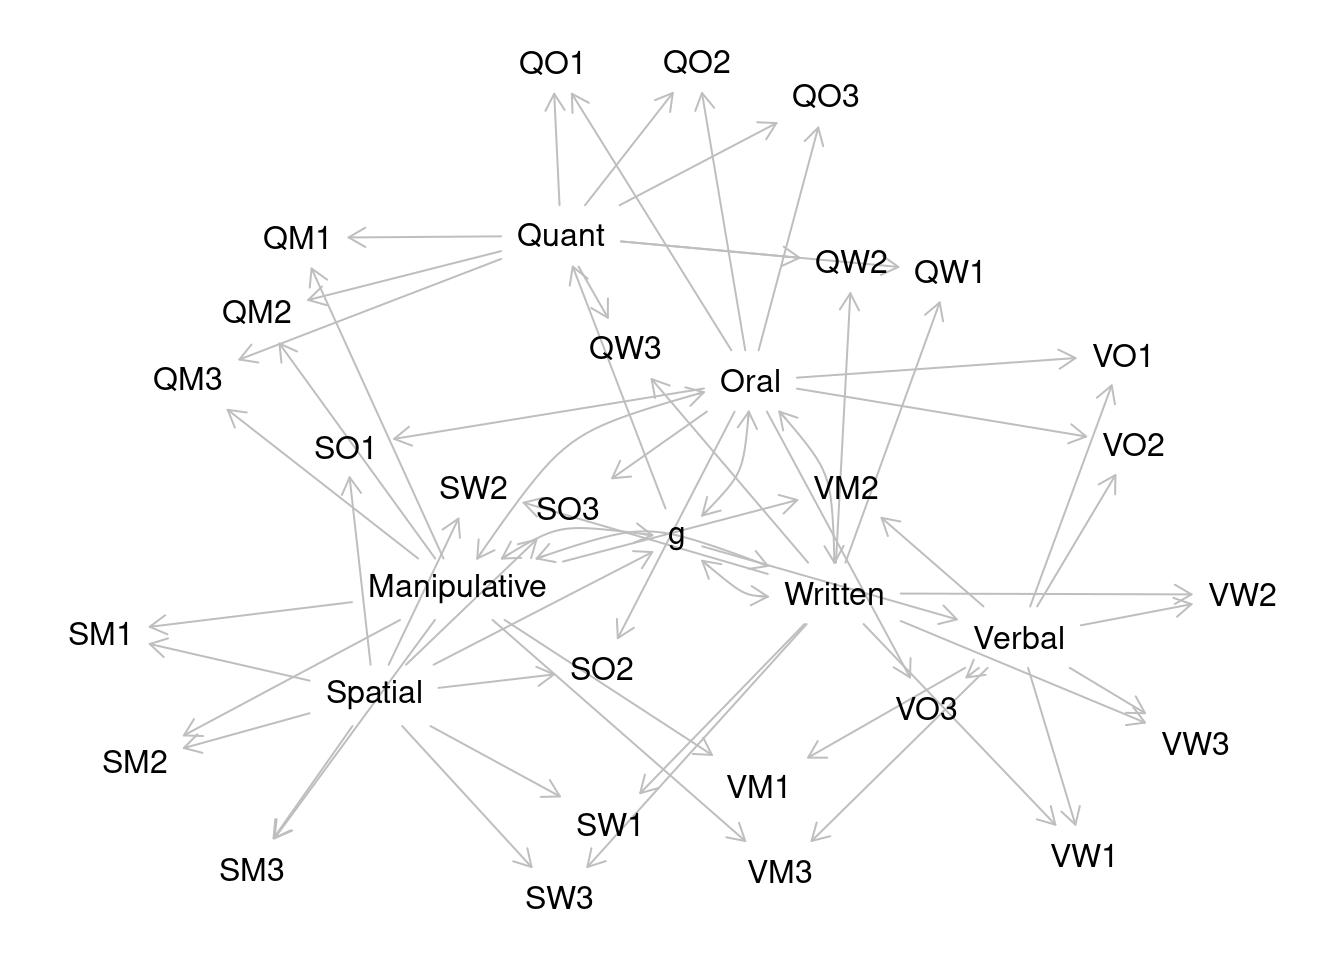 QO1
QO2
QO3
Quant
QM1
QW2
QW1
QM2
QW3
VO1
QM3
Oral
SO1
VO2
SW2
VM2
SO3
g
Manipulative
Written
VW2
SM1
Verbal
SO2
Spatial
VO3
VW3
SM2
VM1
SW1
VW1
SM3
VM3
SW3